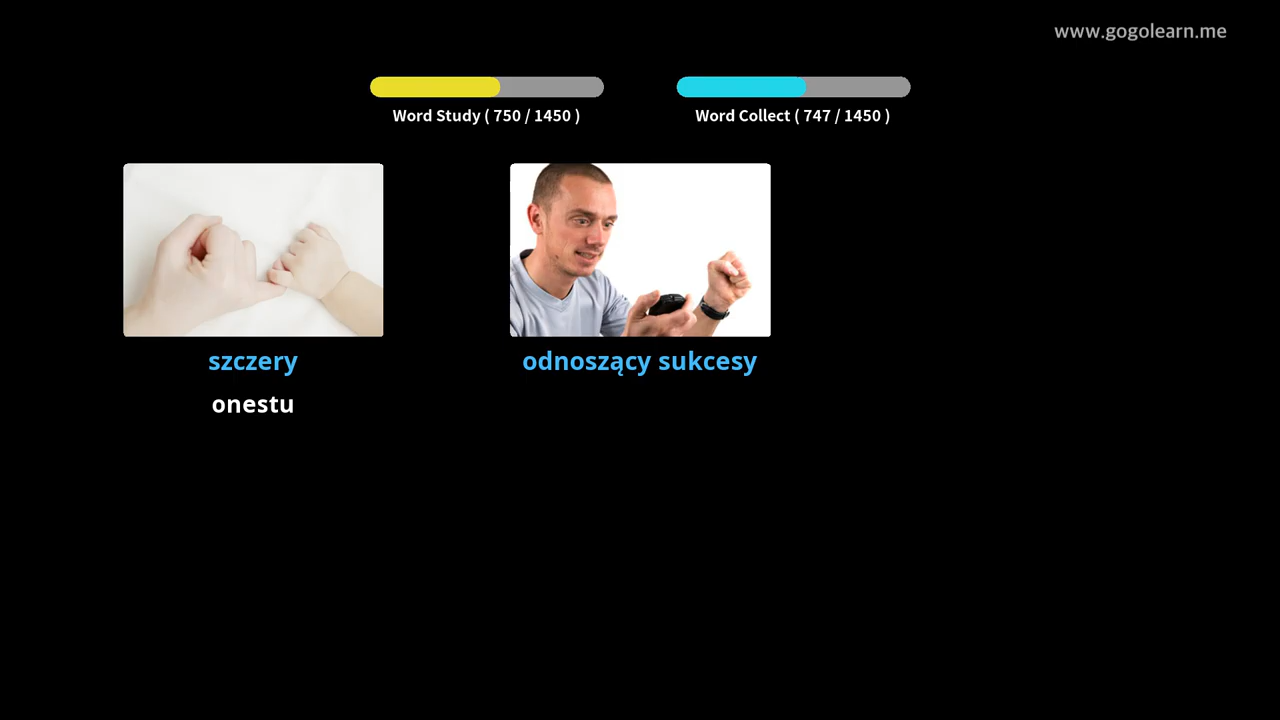 www.gogolearn.me
Word Study ( 750 / 1450 )
Word Collect ( 747 / 1450 )
szczery
odnoszący sukcesy
onestu